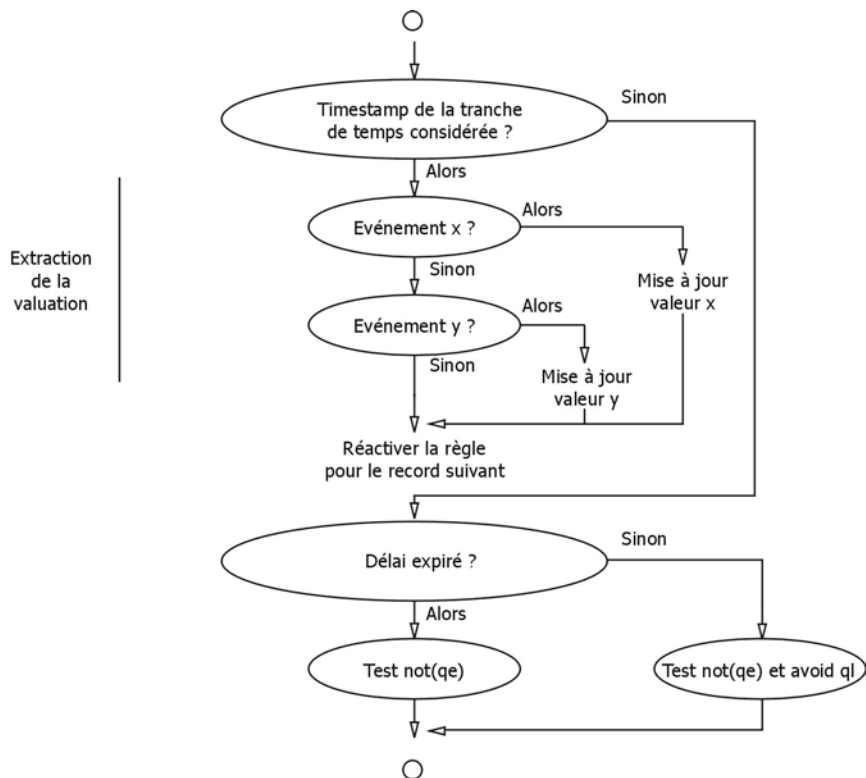 Timestamp de la tranche
de temps considérée ?
Sinon
Alors
Evénement x ?
Alors
Sinon
Mise à jour
valeur x
Extraction
de la
valuation
Evénement y ?
Alors
Sinon
Mise à jour
valeur y
Réactiver la règle
pour le record suivant
Délai expiré ?
Sinon
Alors
Test not(qe)
Test not(qe) et avoid ql